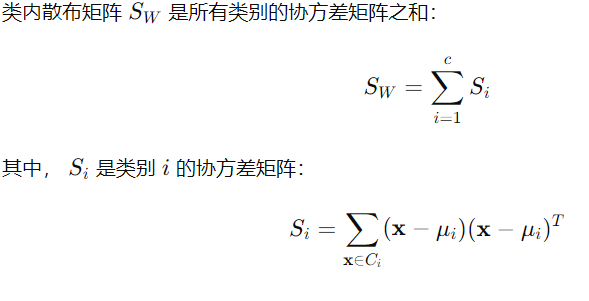 类内散布矩阵 $S_W$ 是所有类别的协方差矩阵之和：
$S_W = \sum_{i=1}^{c} S_i$
其中， $S_i$ 是类别 $i$ 的协方差矩阵：
$S_i = \sum_{\mathbf{x} \in C_i} (\mathbf{x} - \mu_i)(\mathbf{x} - \mu_i)^T$